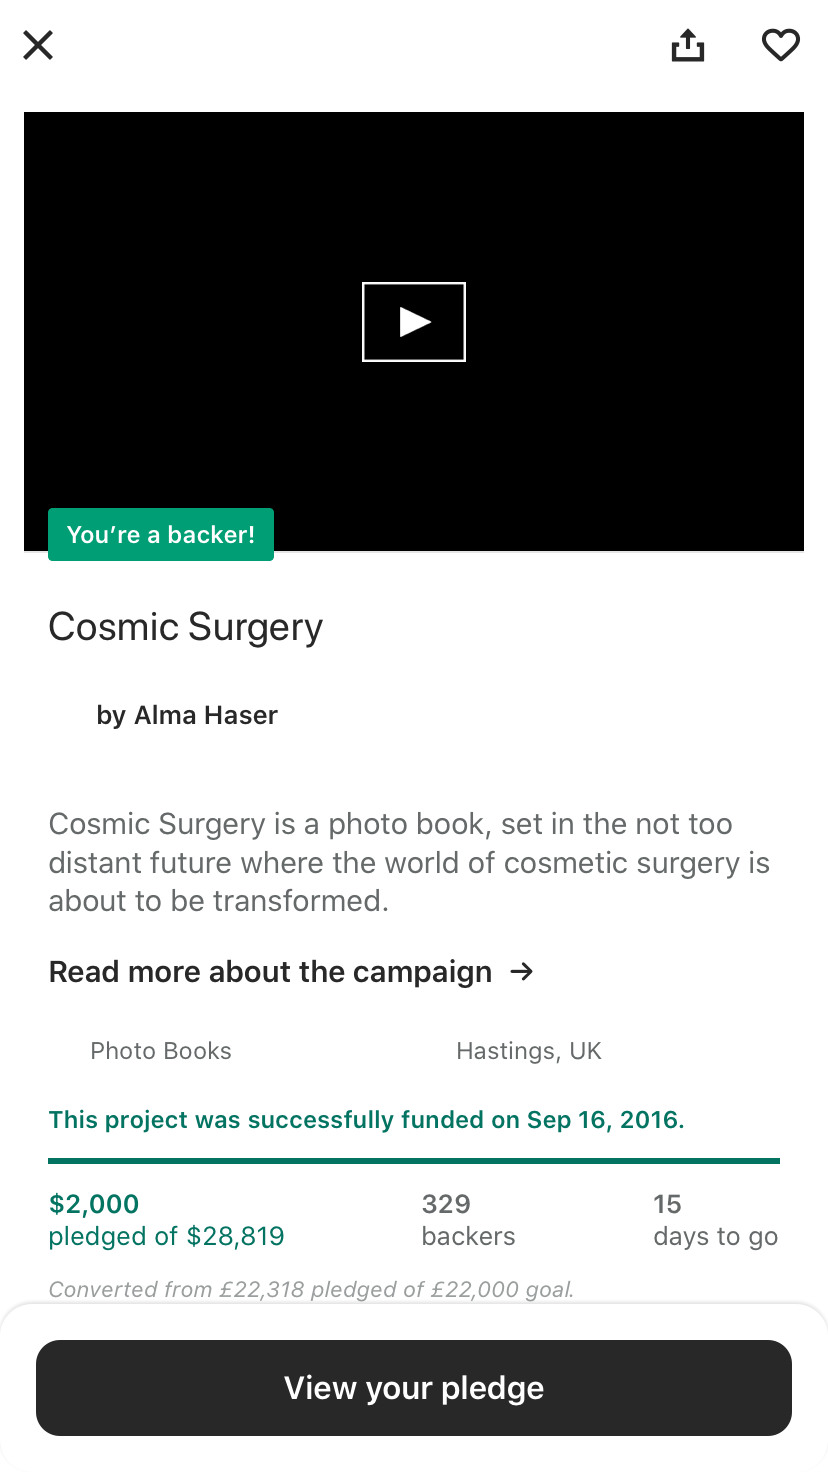 You’re a backer!
Cosmic Surgery
by Alma Haser
Cosmic Surgery is a photo book, set in the not too
distant future where the world of cosmetic surgery is
about to be transformed.
Read more about the campaign →
Photo Books
Hastings, UK
This project was successfully funded on Sep 16, 2016.
$2,000
pledged of $28,819
329
backers
15
days to go
Converted from £22,318 pledged of £22,000 goal.
View your pledge